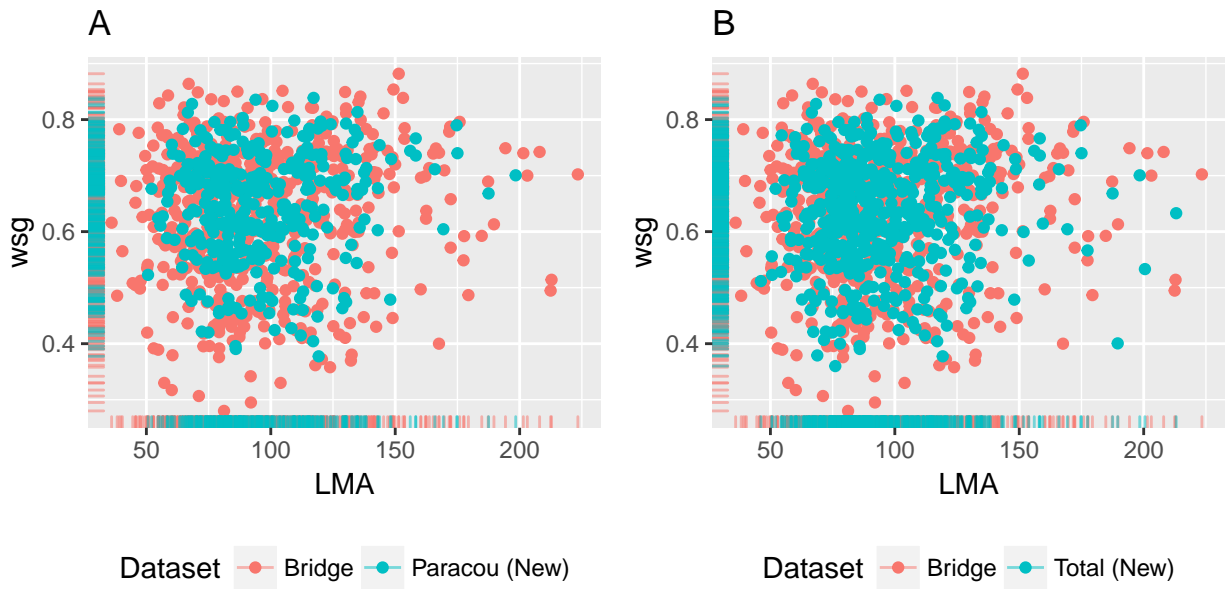 A
B
wsg
0.8
0.6
0.4
50
100
150
200
LMA
wsg
0.8
0.6
0.4
50
100
150
200
LMA
Dataset Bridge Paracou (New)
Dataset Bridge Total (New)